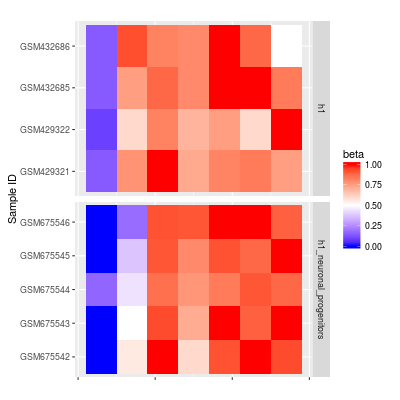 Sample ID
GSM432686
GSM432685
GSM429322
GSM429321
h1
GSM675546
GSM675545
GSM675544
GSM675543
GSM675542
h1_neuronal_progenitors
beta
1.00
0.75
0.50
0.25
0.00